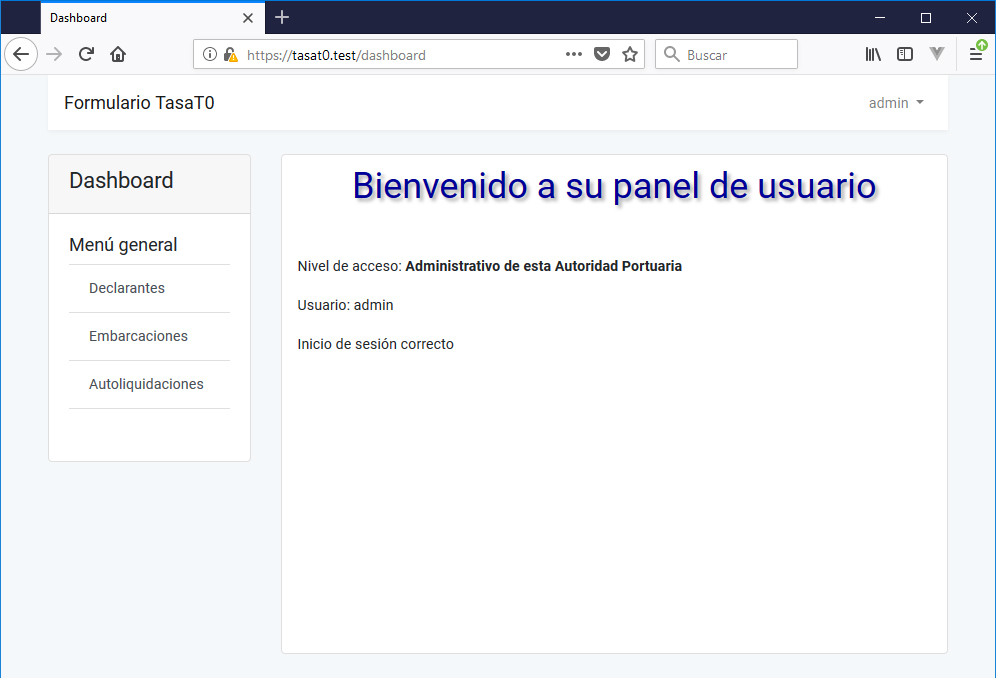 Dashboard
https://tasat0.test/dashboard
Buscar
Formulario TasaT0
admin
Dashboard
Menú general
Declarantes
Embarcaciones
Autoliquidaciones
Bienvenido a su panel de usuario
Nivel de acceso: Administrativo de esta Autoridad Portuaria
Usuario: admin
Inicio de sesión correcto